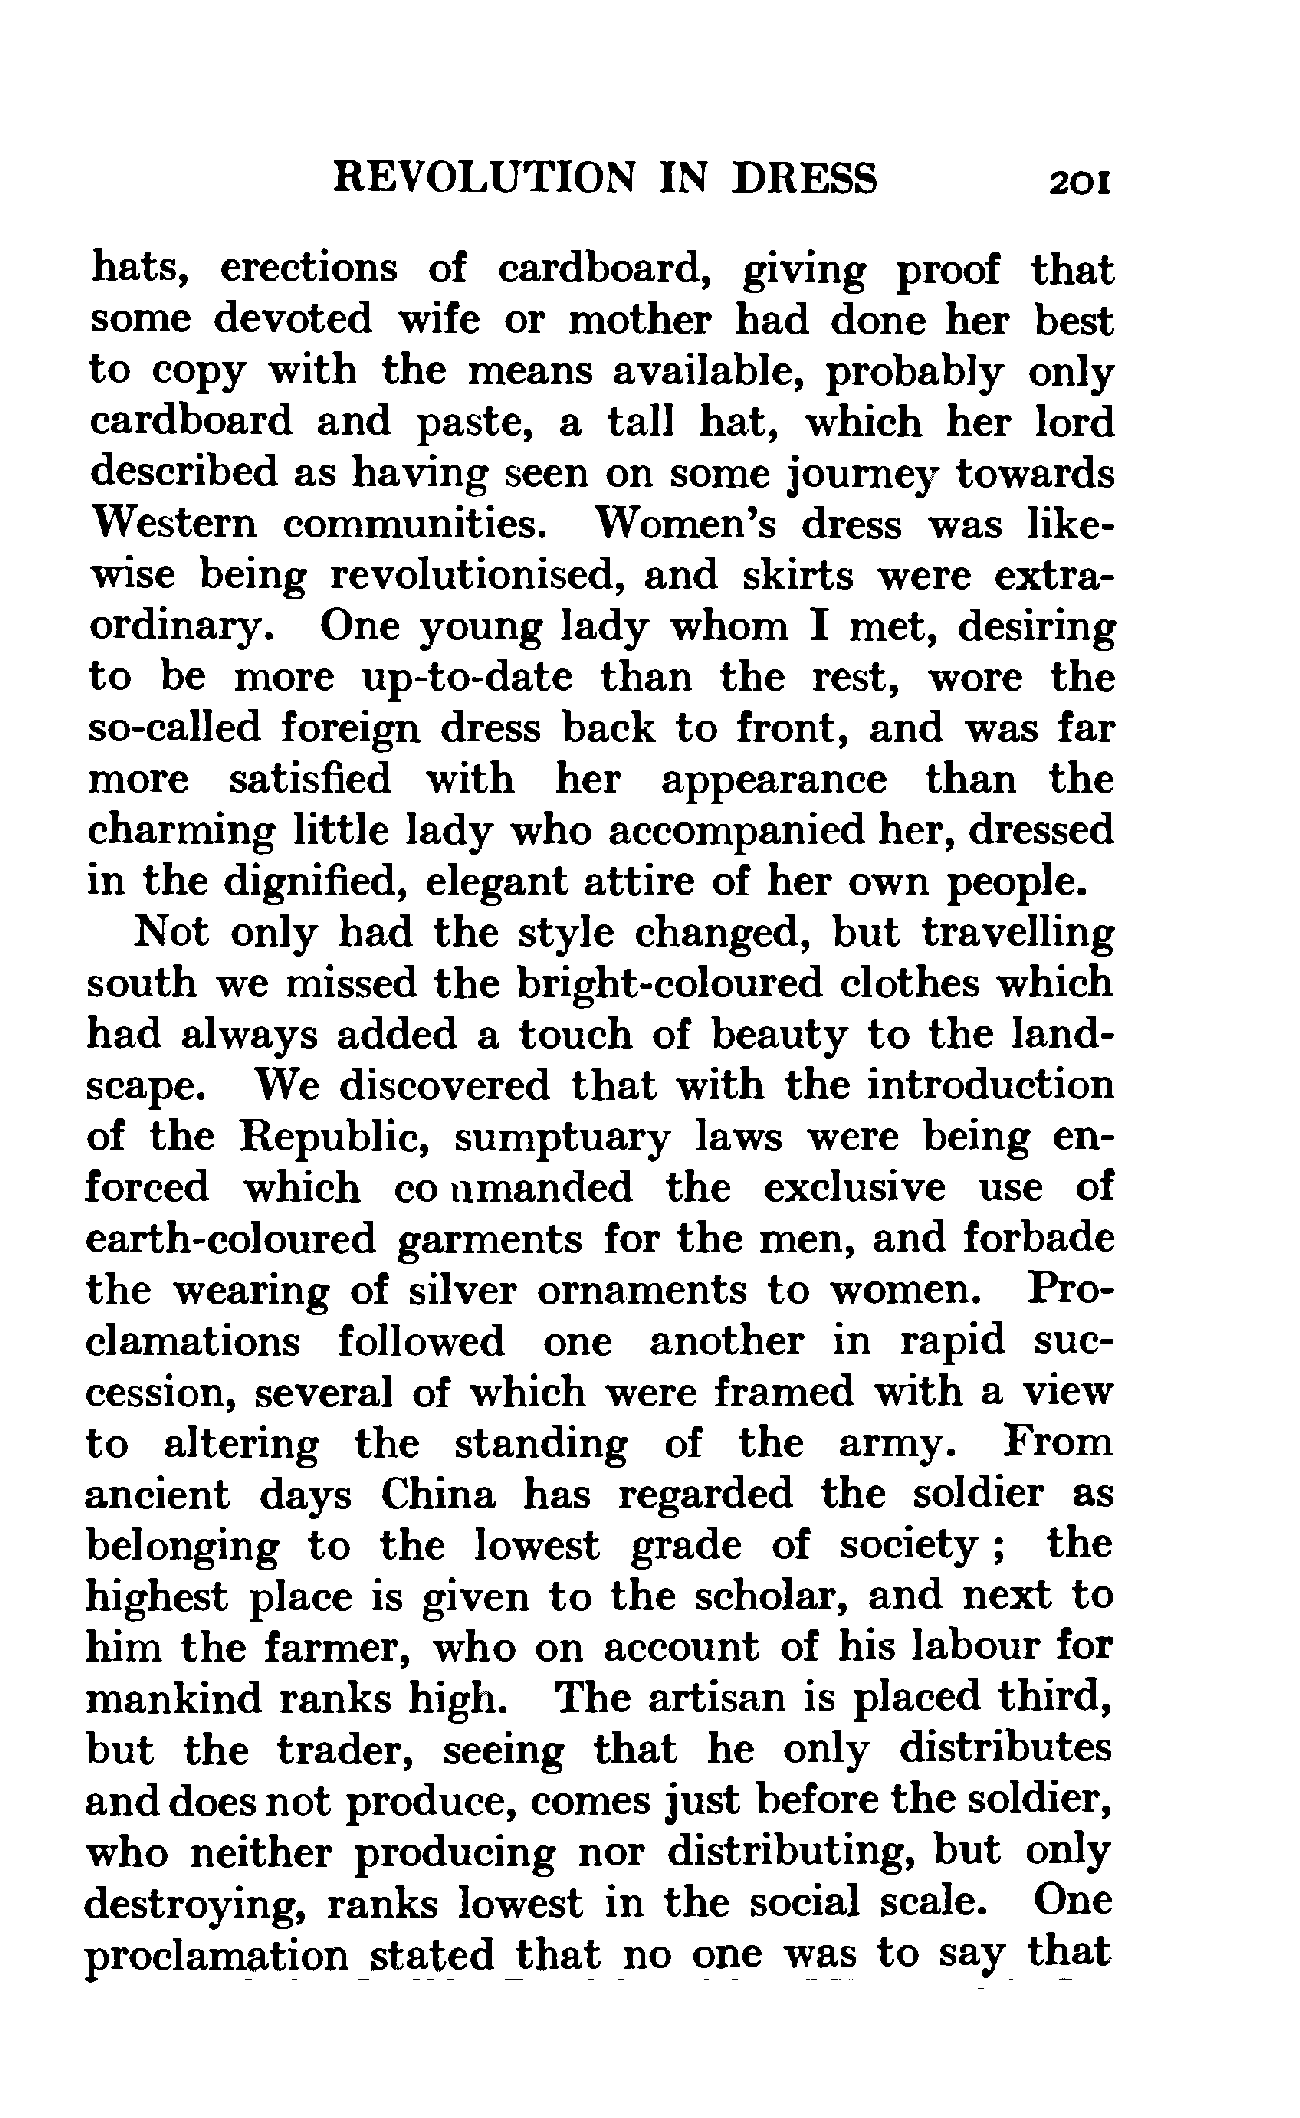 REVOLUTION IN DRESS 201
hats, erections of cardboard, giving proof that
some devoted wife or mother had done her best
to copy with the means available, probably only
cardboard and paste, a tall hat, which her lord
described as having seen on some journey towards
Western communities. Women's dress was like-
wise being revolutionised, and skirts were extra-
ordinary. One young lady whom I met, desiring
to be more up-to-date than the rest, wore the
so-called foreign dress back to front, and was far
more satisfied with her appearance than the
charming little lady who accompanied her, dressed
in the dignified, elegant attire of her own people.
Not only had the style changed, but travelling
south we missed the bright-coloured clothes which
had always added a touch of beauty to the land-
scape. We discovered that with the introduction
of the Republic, sumptuary laws were being en-
forced which commanded the exclusive use of
earth-coloured garments for the men, and forbade
the wearing of silver ornaments to women. Pro-
clamations followed one another in rapid suc-
cession, several of which were framed with a view
to altering the standing of the army. From
ancient days China has regarded the soldier as
belonging to the lowest grade of society ; the
highest place is given to the scholar, and next to
him the farmer, who on account of his labour for
mankind ranks high. The artisan is placed third,
but the trader, seeing that he only distributes
and does not produce, comes just before the soldier,
who neither producing nor distributing, but only
destroying, ranks lowest in the social scale. One
proclamation stated that no one was to say that